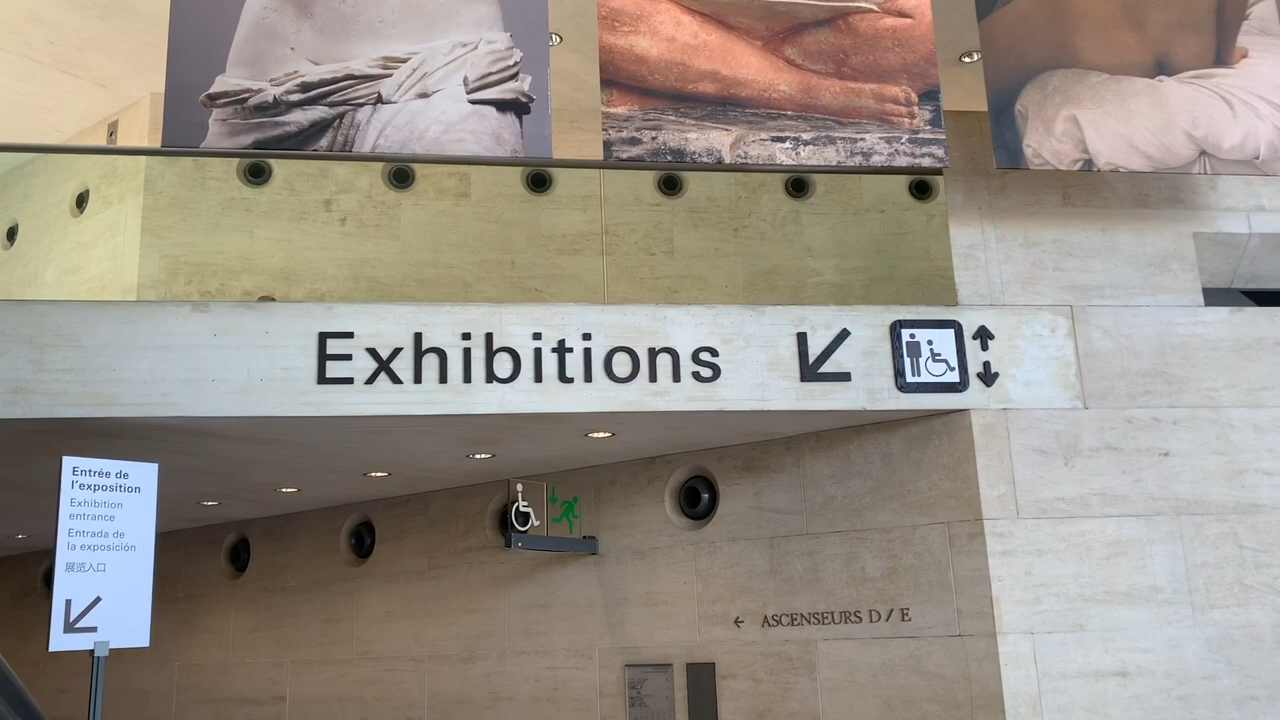 Exhibitions
Entrée de
l'exposition
Exhibition
entrance
Entrada de
la exposición
展览入口
ASCENSEURS D / E